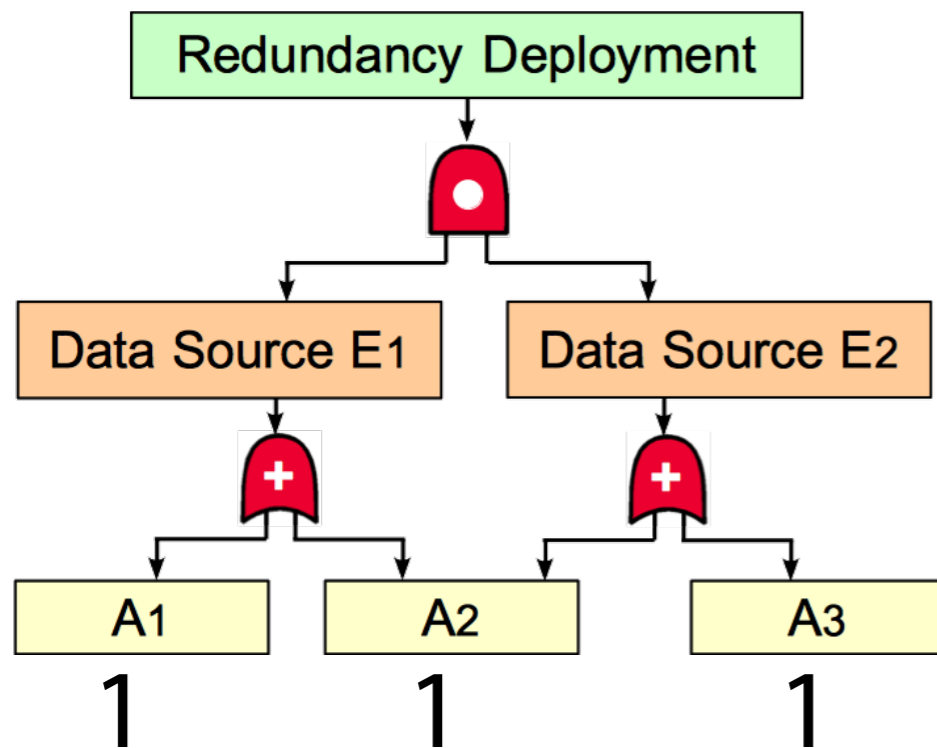 Redundancy Deployment
Data Source E1
Data Source E2
+
+
A1
A2
A3
1
1
1